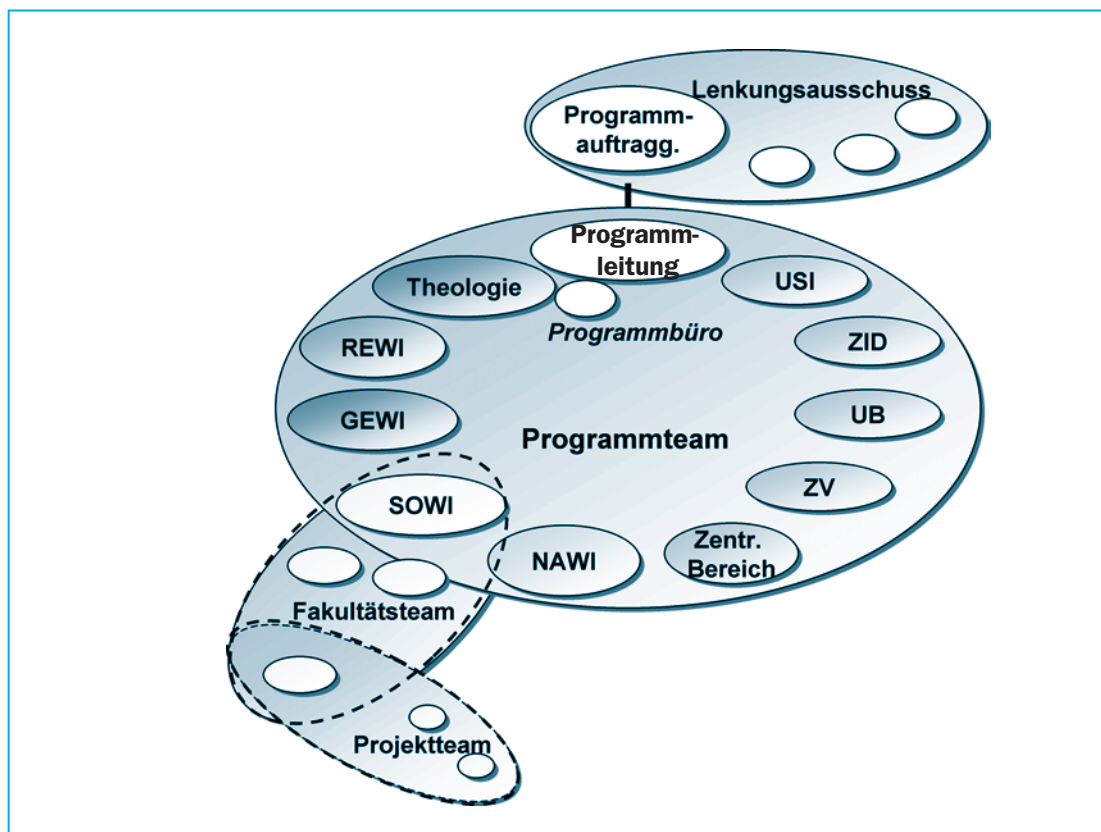 Lenkungsausschuss
Programm-
auftragg.
Programm-
leitung
Theologie
USI
Programmbüro
REWI
ZID
GEWI
UB
Programmteam
SOWI
ZV
NAWI
Zentr.
Bereich
Fakultätsteam
Projektteam